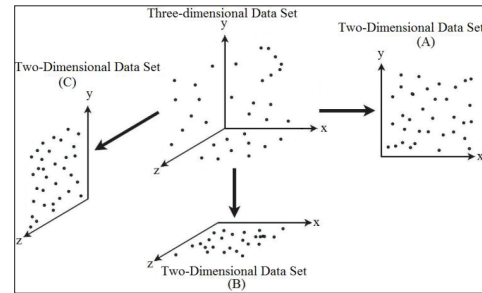 Three-dimensional Data Set
y
x
z
Two-Dimensional Data Set
(A)
y
x
Two-Dimensional Data Set
(C)
y
z
x
z
Two-Dimensional Data Set
(B)